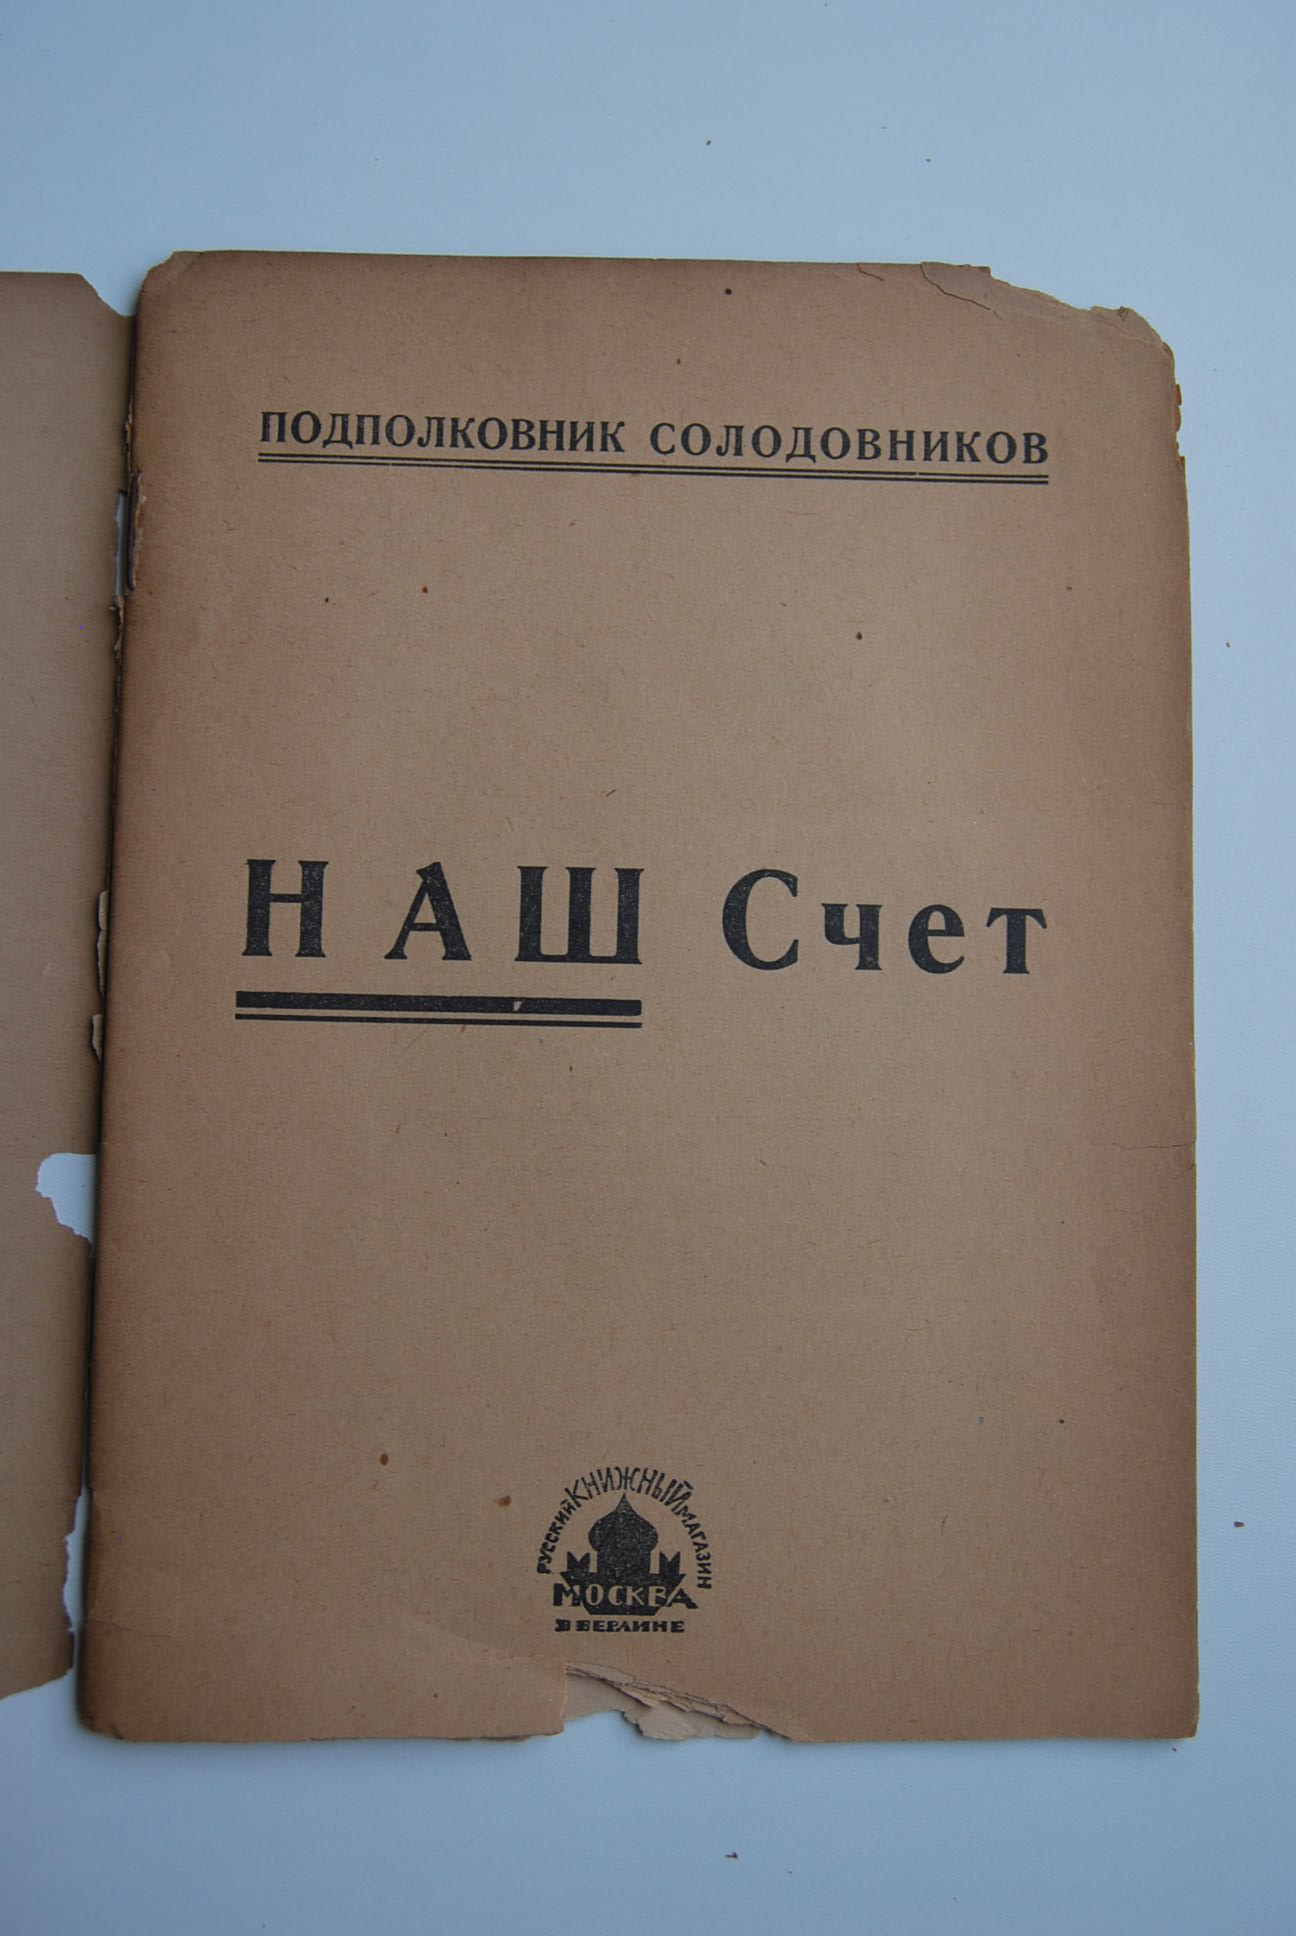 ПОДПОЛКОВНИК СОЛОДОВНИКОВ
НАШ Счет
РУССКИЙ КНИЖНЫЙ МАГАЗИН
М М
МОСКВА
В БЕРЛИНЕ